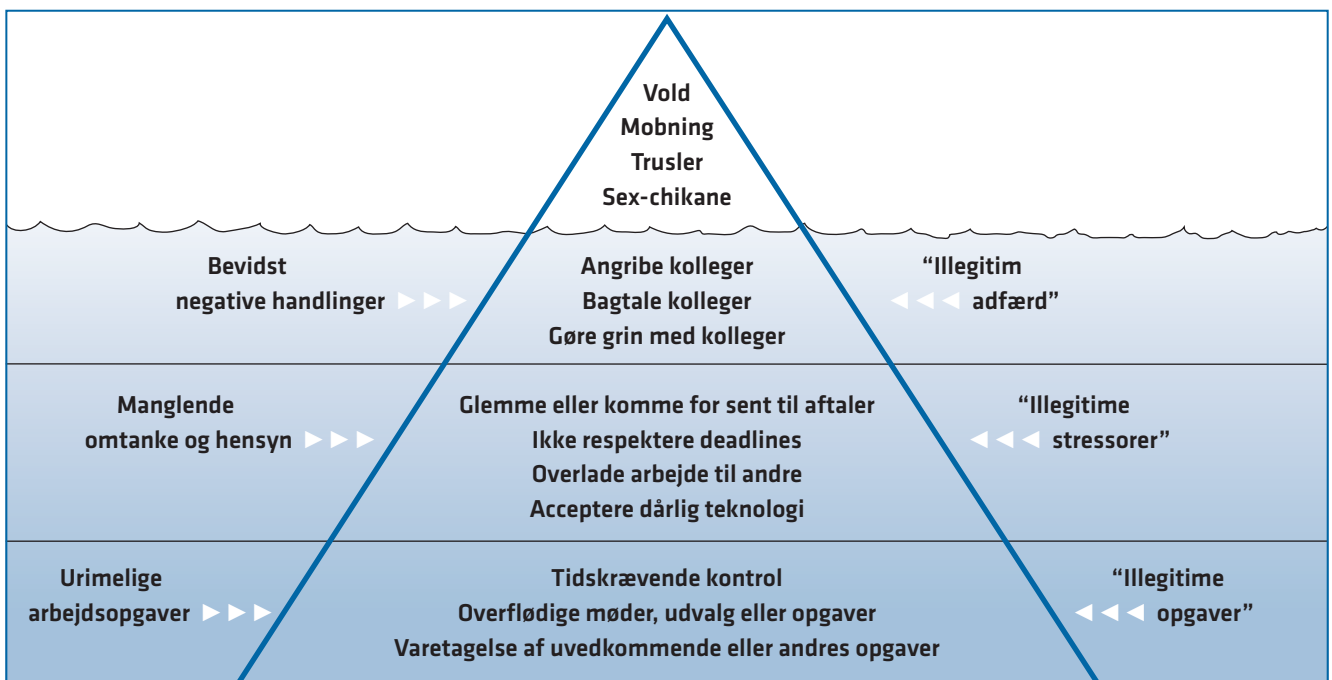 Vold
Mobning
Trusler
Sex-chikane
Bevidst
negative handlinger
Angribe kolleger
Bagtale kolleger
Gøre grin med kolleger
“Illegitim
adfærd”
Manglende
omtanke og hensyn
Glemme eller komme for sent til aftaler
Ikke respektere deadlines
Overlade arbejde til andre
Acceptere dårlig teknologi
“Illegitime
stressorer”
Urimelige
arbejdsopgaver
Tidskrævende kontrol
Overflødige møder, udvalg eller opgaver
Varetagelse af uvedkommende eller andres opgaver
“Illegitime
opgaver”